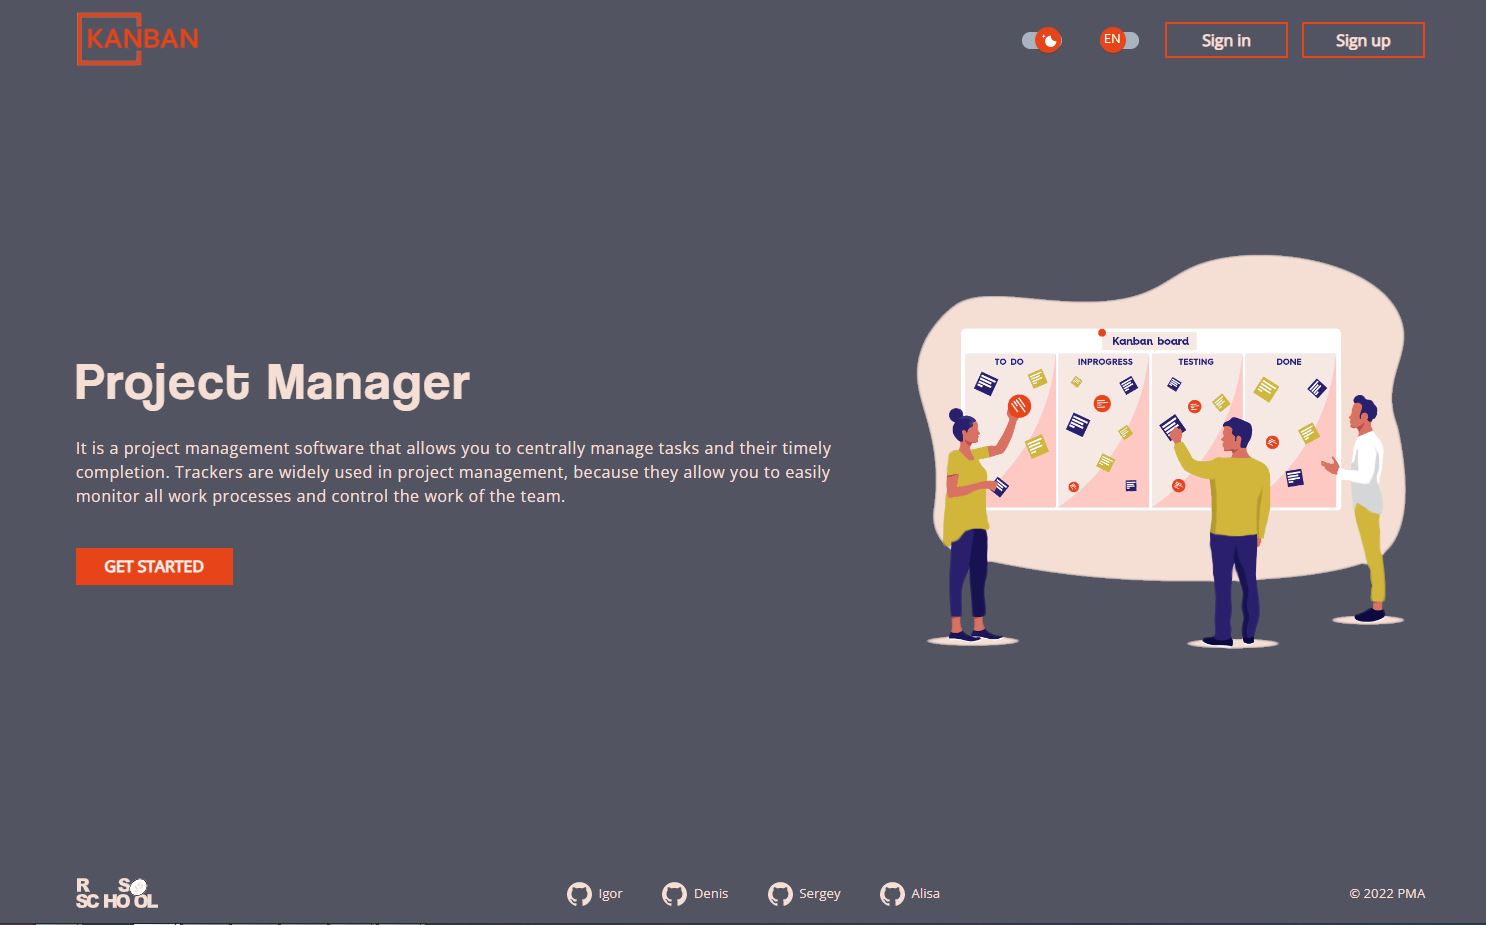 KANBAN
EN
Sign in
Sign up
Kanban board
TO DO
INPROGRESS
TESTING
DONE
Project Manager
It is a project management software that allows you to centrally manage tasks and their timely
completion. Trackers are widely used in project management, because they allow you to easily
monitor all work processes and control the work of the team.
GET STARTED
R S
SCHOOL
Igor
Denis
Sergey
Alisa
© 2022 PMA